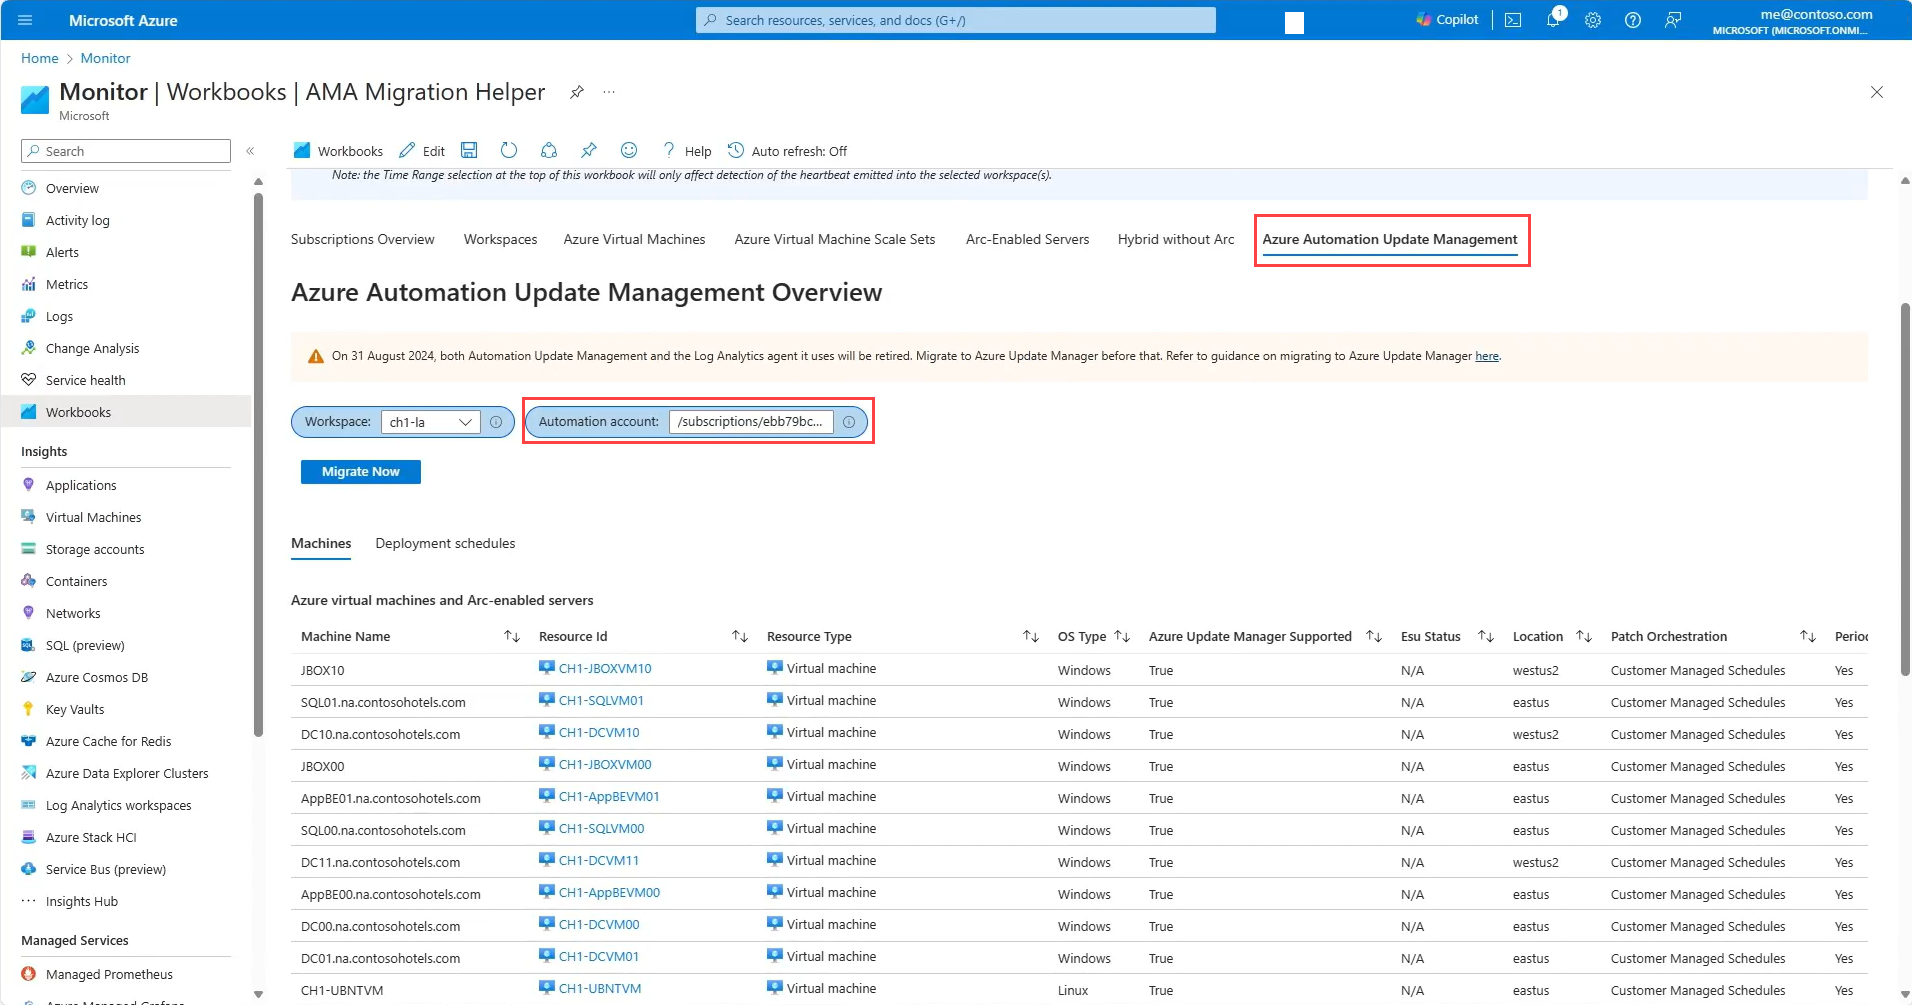 Microsoft Azure
Search resources, services, and docs (G+/)
Copilot
1
me@contoso.com
MICROSOFT (MICROSOFT.ONMI...
Home > Monitor
Monitor | Workbooks | AMA Migration Helper
Microsoft
Search
Workbooks Edit Help Auto refresh: Off
Note: the Time Range selection at the top of this workbook will only affect detection of the heartbeat emitted into the selected workspace(s).
Overview
Activity log
Alerts
Metrics
Logs
Change Analysis
Service health
Workbooks
Insights
Applications
Virtual Machines
Storage accounts
Containers
Networks
SQL (preview)
Azure Cosmos DB
Key Vaults
Azure Cache for Redis
Azure Data Explorer Clusters
Log Analytics workspaces
Azure Stack HCI
Service Bus (preview)
Insights Hub
Managed Services
Managed Prometheus
Azure Managed Grafana
Subscriptions Overview Workspaces Azure Virtual Machines Azure Virtual Machine Scale Sets Arc-Enabled Servers Hybrid without Arc Azure Automation Update Management
Azure Automation Update Management Overview
On 31 August 2024, both Automation Update Management and the Log Analytics agent it uses will be retired. Migrate to Azure Update Manager before that. Refer to guidance on migrating to Azure Update Manager here.
Workspace: ch1-la Automation account: /subscriptions/ebb79bc...
Migrate Now
Machines Deployment schedules
Azure virtual machines and Arc-enabled servers
Machine Name Resource Id Resource Type OS Type Azure Update Manager Supported Esu Status Location Patch Orchestration Period
JBOX10 CH1-JBOXVM10 Virtual machine Windows True N/A westus2 Customer Managed Schedules Yes
SQL01.na.contosohotels.com CH1-SQLVM01 Virtual machine Windows True N/A eastus Customer Managed Schedules Yes
DC10.na.contosohotels.com CH1-DCVM10 Virtual machine Windows True N/A westus2 Customer Managed Schedules Yes
JBOX00 CH1-JBOXVM00 Virtual machine Windows True N/A eastus Customer Managed Schedules Yes
AppBE01.na.contosohotels.com CH1-AppBEVM01 Virtual machine Windows True N/A eastus Customer Managed Schedules Yes
SQL00.na.contosohotels.com CH1-SQLVM00 Virtual machine Windows True N/A eastus Customer Managed Schedules Yes
DC11.na.contosohotels.com CH1-DCVM11 Virtual machine Windows True N/A westus2 Customer Managed Schedules Yes
AppBE00.na.contosohotels.com CH1-AppBEVM00 Virtual machine Windows True N/A eastus Customer Managed Schedules Yes
DC00.na.contosohotels.com CH1-DCVM00 Virtual machine Windows True N/A eastus Customer Managed Schedules Yes
DC01.na.contosohotels.com CH1-DCVM01 Virtual machine Windows True N/A eastus Customer Managed Schedules Yes
CH1-UBNTVM CH1-UBNTVM Virtual machine Linux True N/A eastus Customer Managed Schedules Yes